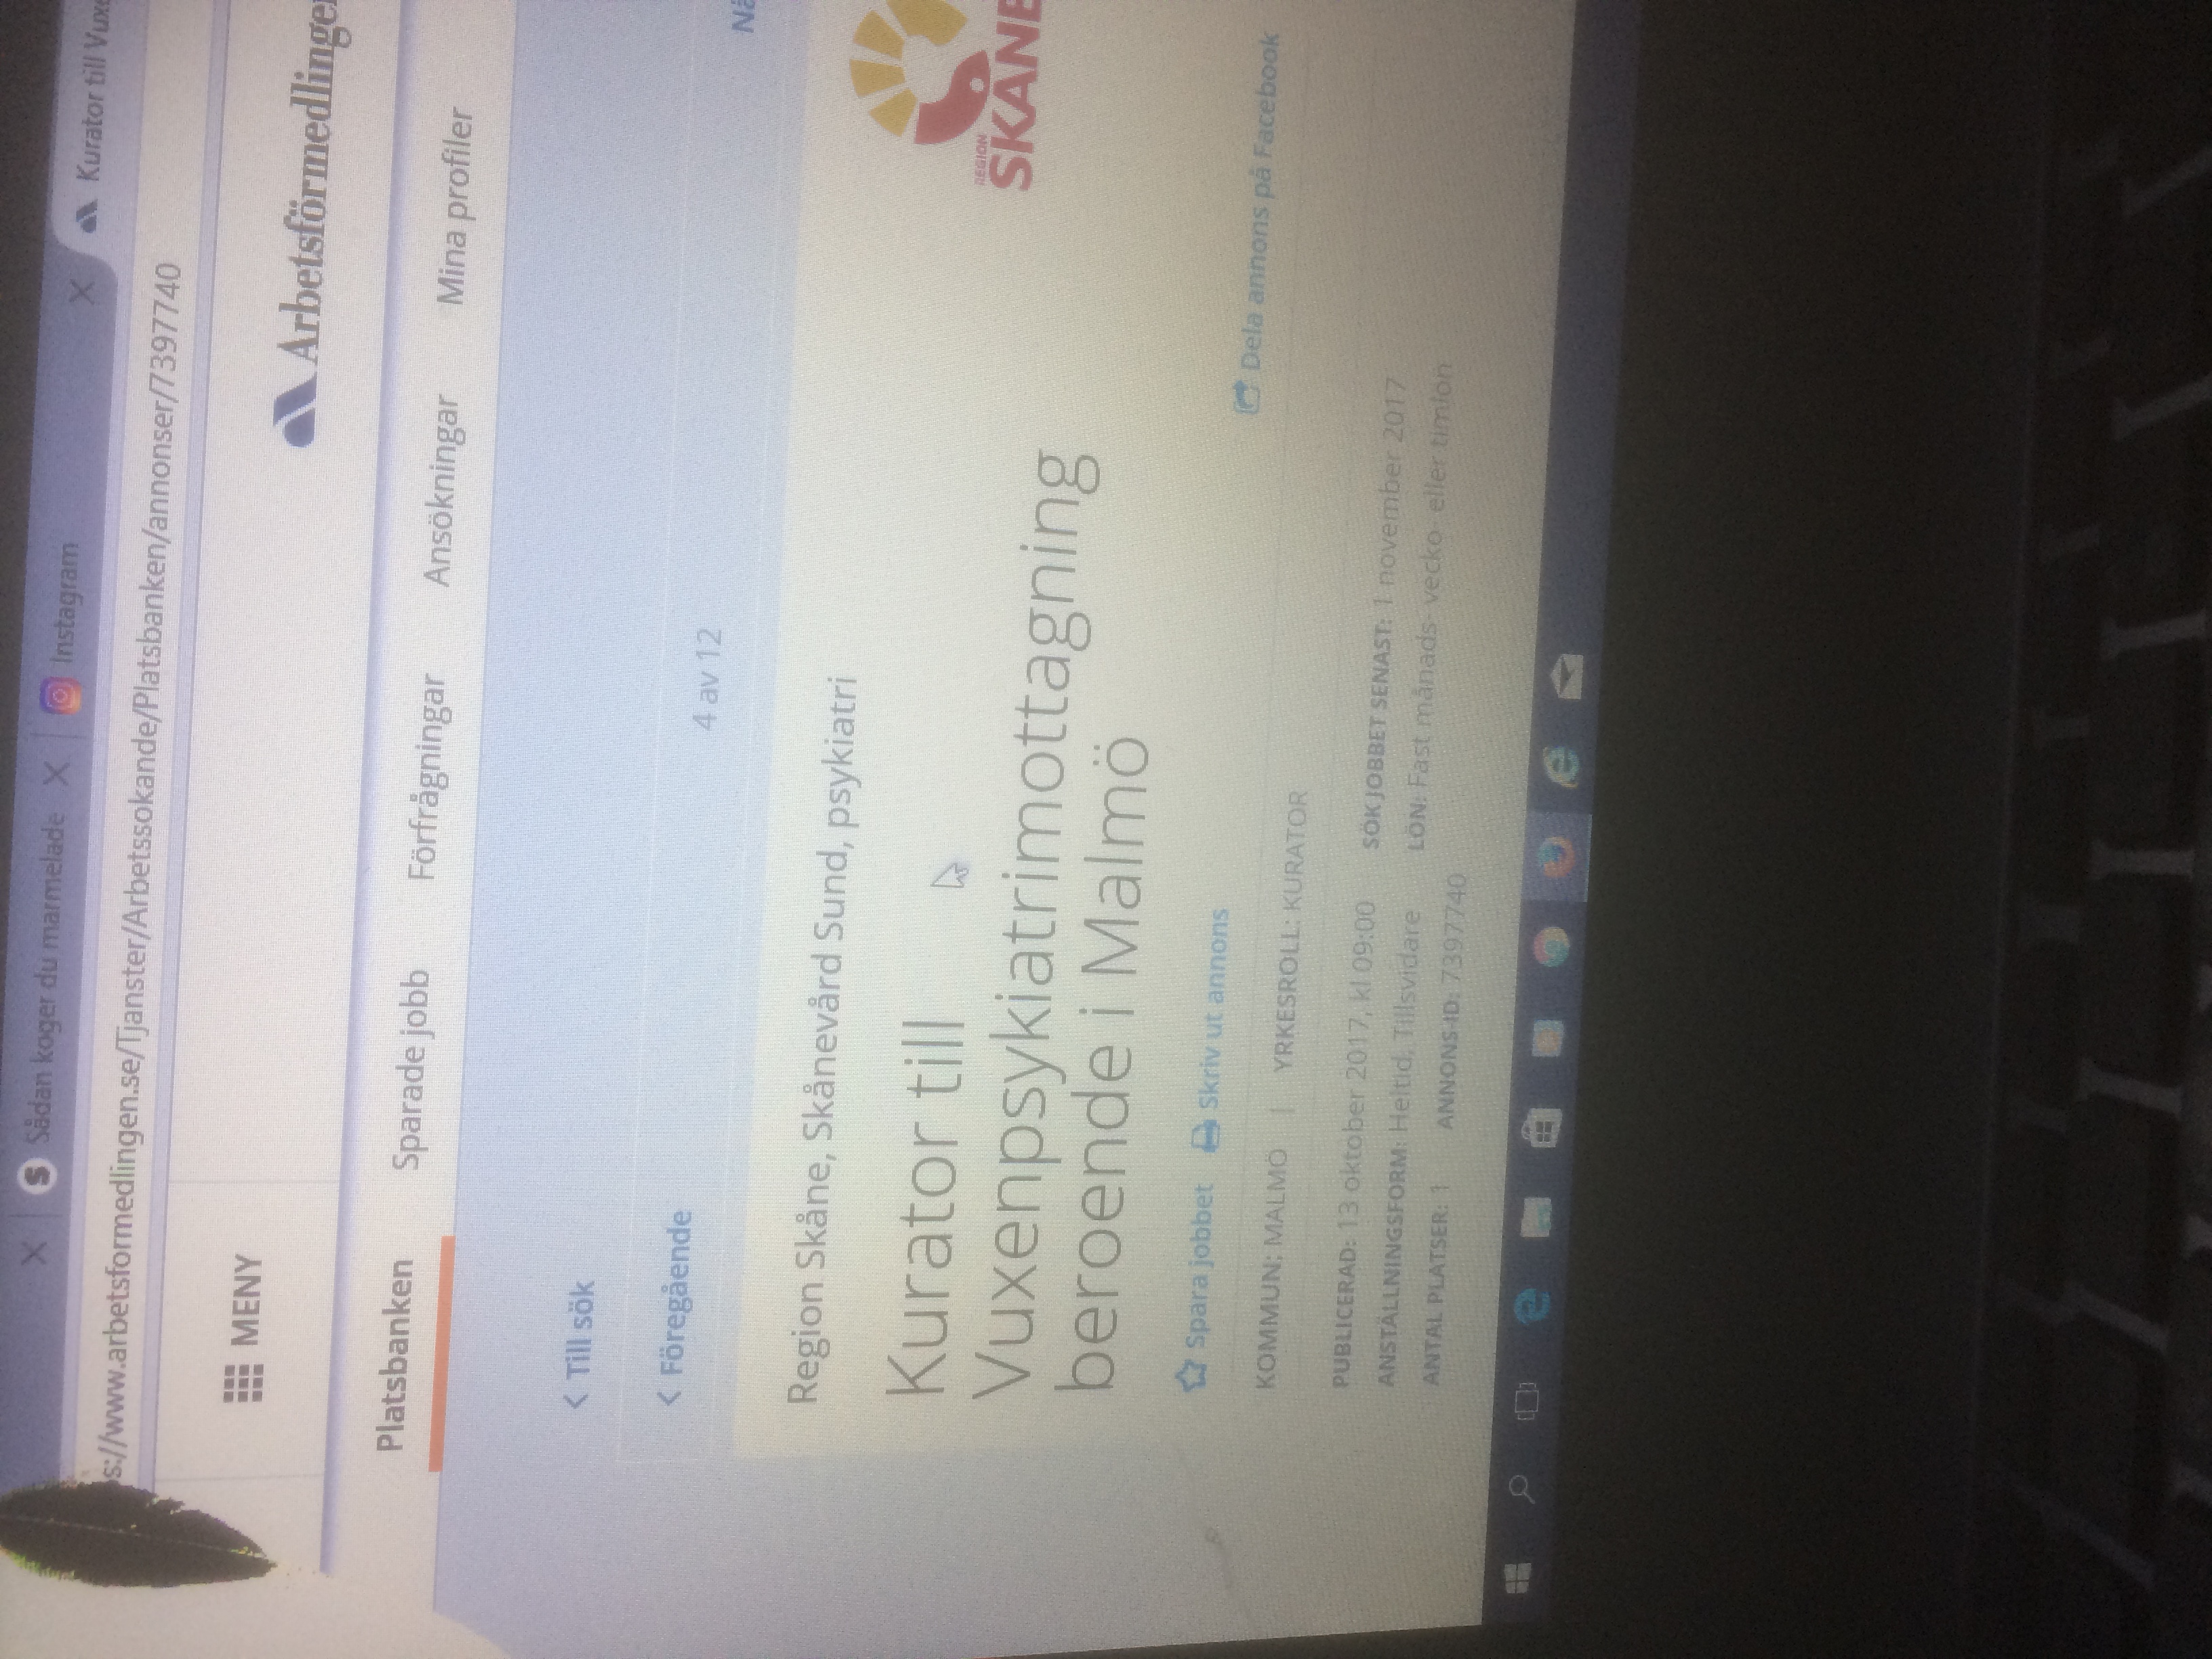 Sådan koger du marmelade
Instagram
Kurator till
s://www.arbetsformedlingen.se/Tjanster/Arbetssokande/Platsbanken/annonser/7397740
MENY
Arbetsförmedlinge
Platsbanken Sparade jobb Förfrågningar Ansökningar Mina profiler
Till sök
Föregående
4 av 12
Nä
Region Skåne, Skånevård Sund, psykiatri
Kurator till
Vuxenpsykiatrimottagning
beroende i Malmö
REGION
SKÅNE
Spara jobbet Skriv ut annons
Dela annons på Facebook
KOMMUN: MALMÖ | YRKESROLL: KURATOR
PUBLICERAD: 13 oktober 2017, kl 09:00 SÖK JOBBET SENAST: 1 november 2017
ANSTÄLLNINGSFORM: Heltid, Tillsvidare LÖN: Fast månads- vecko- eller timlön
ANTAL PLATSER: 1 ANNONS-ID: 7397740